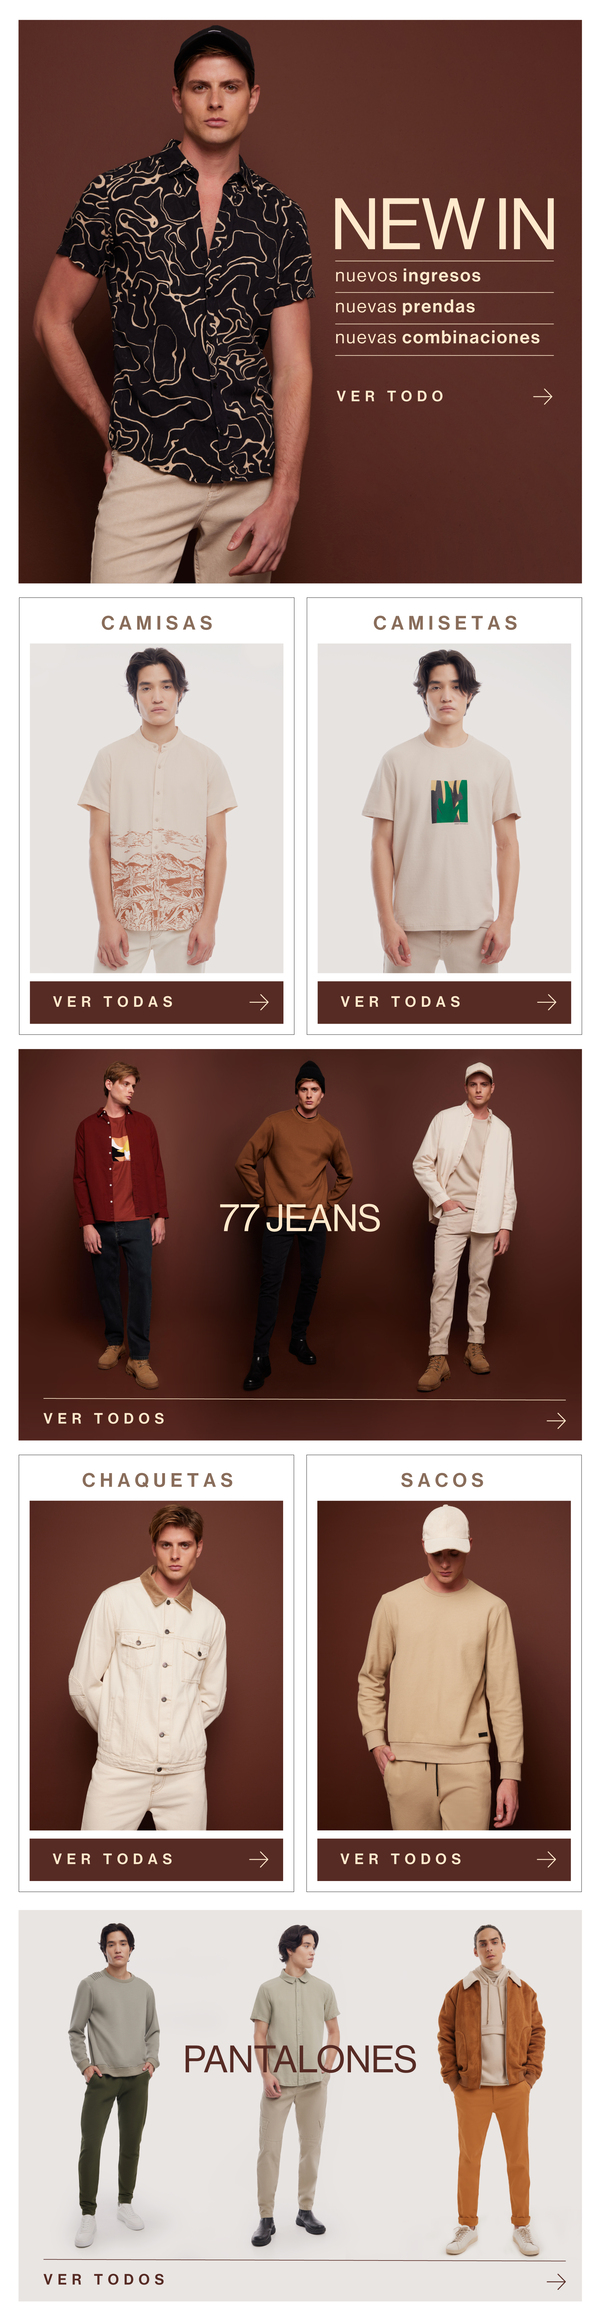 NEW IN
nuevos ingresos
nuevas prendas
nuevas combinaciones
VER TODO
CAMISAS
CAMISETAS
VER TODAS
VER TODAS
77 JEANS
VER TODOS
CHAQUETAS
SACOS
VER TODAS
VER TODOS
PANTALONES
VER TODOS